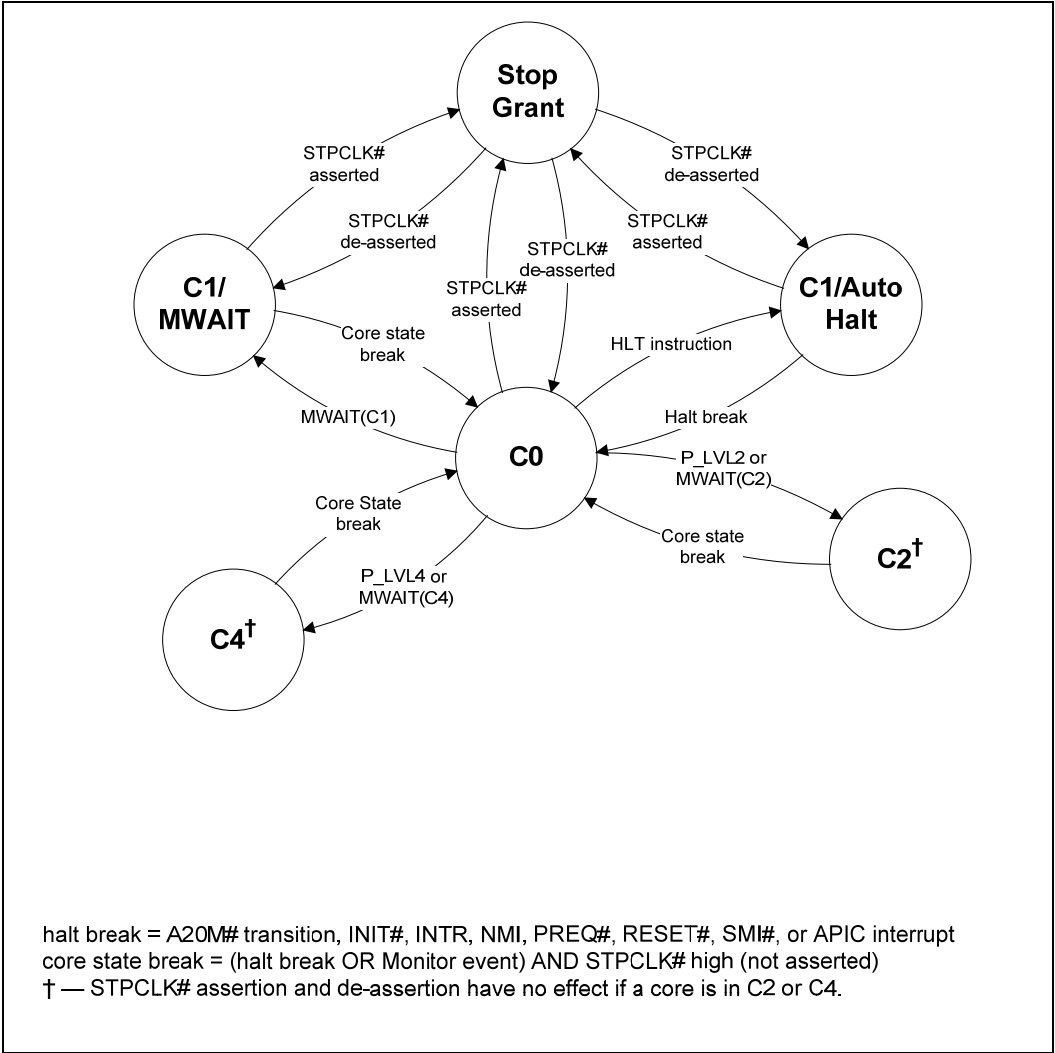 Stop
Grant
STPCLK#
asserted
STPCLK#
de-asserted
STPCLK#
de-asserted
STPCLK#
asserted
STPCLK#
de-asserted
STPCLK#
asserted
C1/
MWAIT
C1/Auto
Halt
Core state
break
HLT instruction
MWAIT(C1)
Halt break
C0
P_LVL2 or
MWAIT(C2)
Core State
break
Core state
break
C2†
P_LVL4 or
MWAIT(C4)
C4†
halt break = A20M# transition, INIT#, INTR, NMI, PREQ#, RESET#, SMI#, or APIC interrupt
core state break = (halt break OR Monitor event) AND STPCLK# high (not asserted)
† — STPCLK# assertion and de-assertion have no effect if a core is in C2 or C4.